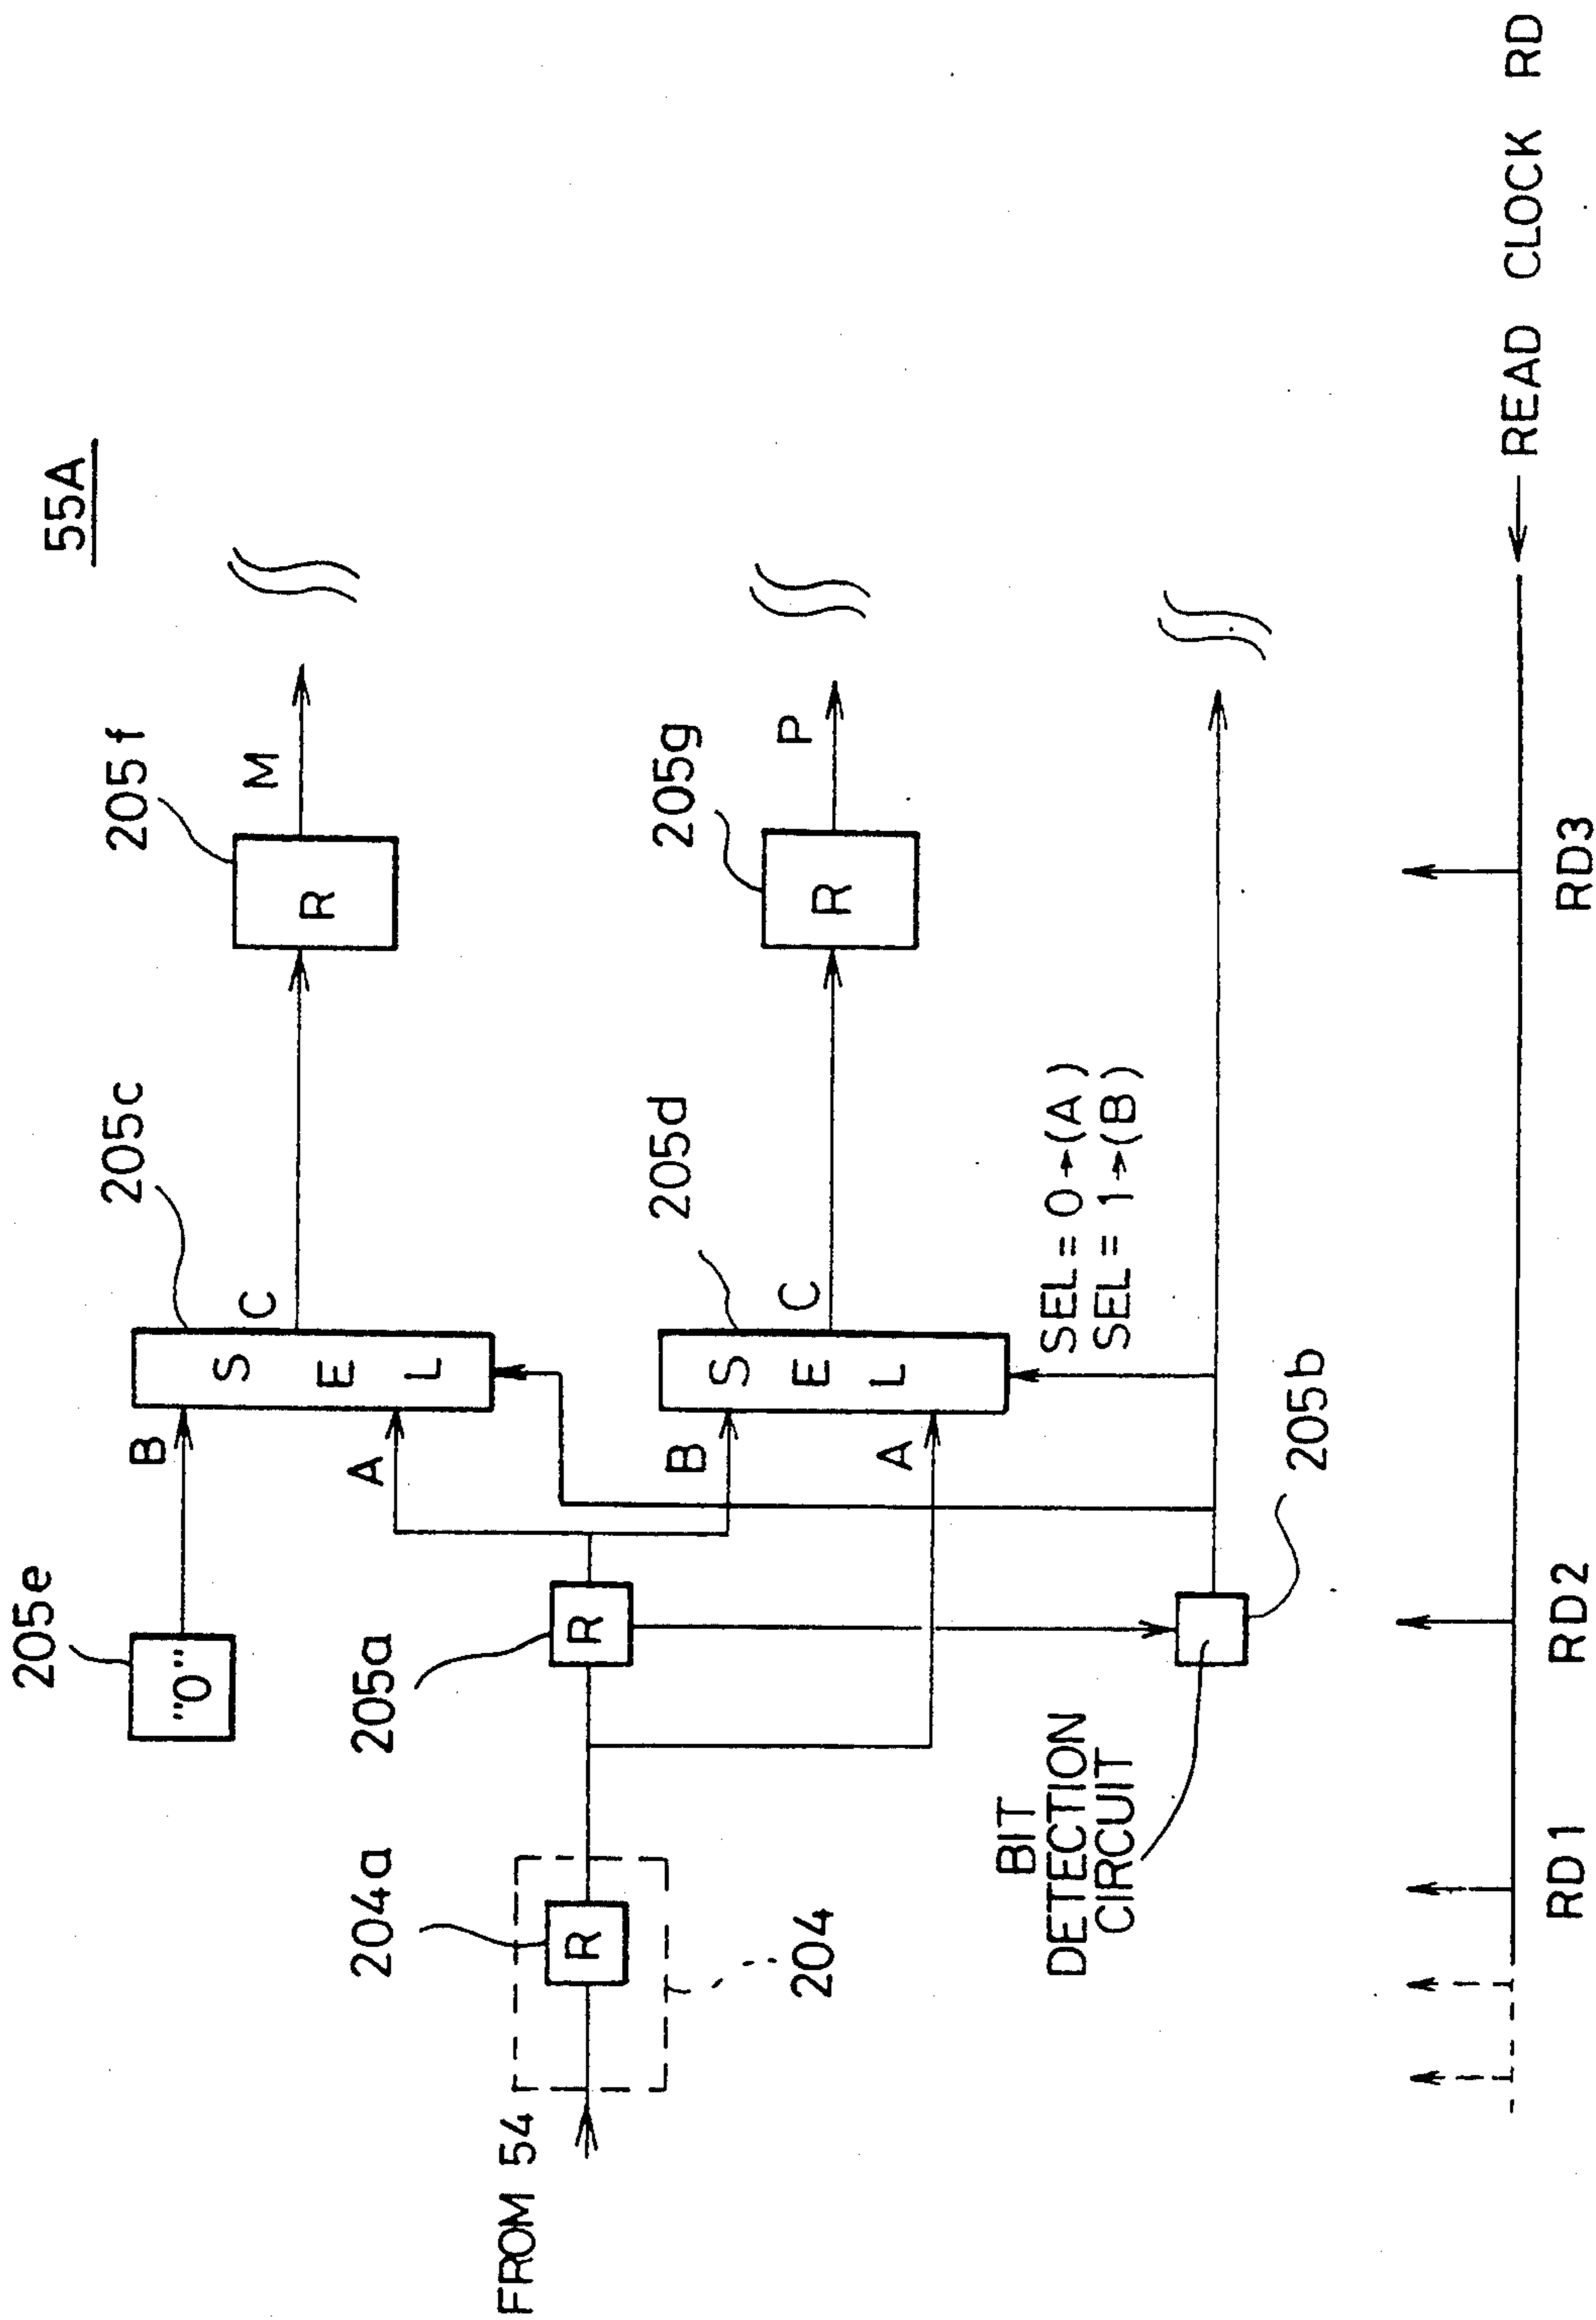 55A
205e
"0"
B
205c
S
E
L
C
205f
R
M
A
204a
R
205a
R
B
205d
S
E
L
C
205g
R
P
A
FROM 54
204
SEL = 0→(A)
SEL = 1→(B)
BIT
DETECTION
CIRCUIT
205b
READ CLOCK RD
RD1
RD2
RD3